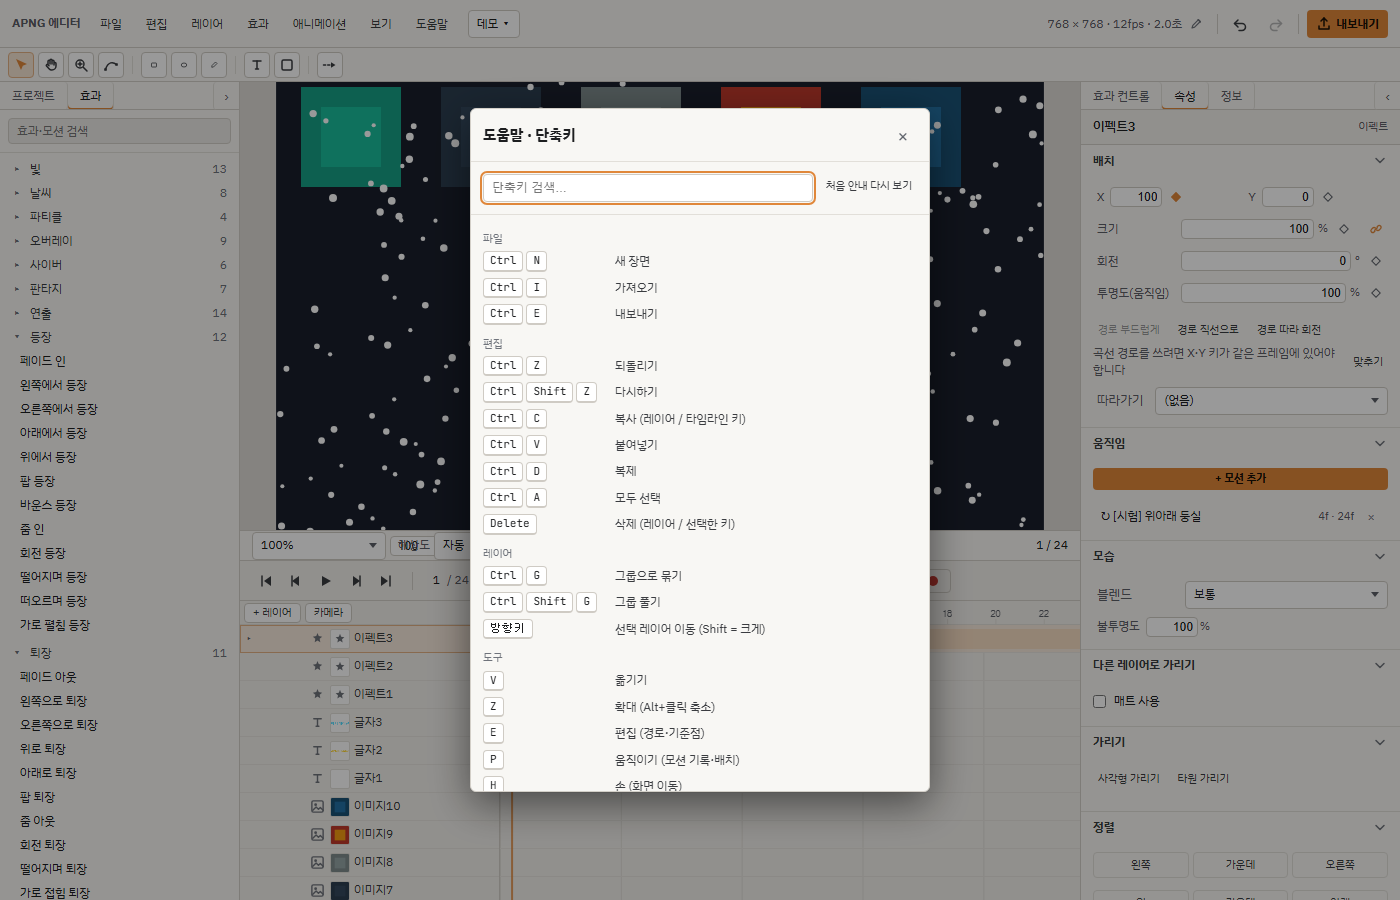 APNG 에디터 파일 편집 레이어 효과 애니메이션 보기 도움말 데모 768 × 768 · 12fps · 2.0초 내보내기
프로젝트 효과
효과·모션 검색
빛 13
날씨 8
파티클 4
오버레이 9
사이버 6
판타지 7
연출 14
등장 12
페이드 인
왼쪽에서 등장
오른쪽에서 등장
아래에서 등장
위에서 등장
팝 등장
바운스 등장
줌 인
회전 등장
떨어지며 등장
떠오르며 등장
가로 펼침 등장
퇴장 11
페이드 아웃
왼쪽으로 퇴장
오른쪽으로 퇴장
위로 퇴장
아래로 퇴장
팝 퇴장
줌 아웃
회전 퇴장
떨어지며 퇴장
가로 접힘 퇴장
도움말 · 단축키
단축키 검색...
처음 안내 다시 보기
파일
Ctrl N 새 장면
Ctrl I 가져오기
Ctrl E 내보내기
편집
Ctrl Z 되돌리기
Ctrl Shift Z 다시하기
Ctrl C 복사 (레이어 / 타임라인 키)
Ctrl V 붙여넣기
Ctrl D 복제
Ctrl A 모두 선택
Delete 삭제 (레이어 / 선택한 키)
레이어
Ctrl G 그룹으로 묶기
Ctrl Shift G 그룹 풀기
방향키 선택 레이어 이동 (Shift = 크게)
도구
V 옮기기
Z 확대 (Alt+클릭 축소)
E 편집 (경로·기준점)
P 움직이기 (모션 기록·배치)
H 손 (화면 이동)
100% 자동 1 / 24
1 / 24
18 20 22
+ 레이어 카메라
이펙트3
이펙트2
이펙트1
글자3
글자2
글자1
이미지10
이미지9
이미지8
이미지7
효과 컨트롤 속성 정보
이펙트3 이펙트
배치
X 100 Y 0
크기 100 %
회전 0 °
투명도(움직임) 100 %
경로 부드럽게 경로 직선으로 경로 따라 회전
곡선 경로를 쓰려면 X·Y 키가 같은 프레임에 있어야
합니다
맞추기
따라가기 (없음)
움직임
+ 모션 추가
↻ [시험] 위아래 둥실 4f · 24f ×
모습
블렌드 보통
불투명도 100 %
다른 레이어로 가리기
매트 사용
가리기
사각형 가리기 타원 가리기
정렬
왼쪽 가운데 오른쪽